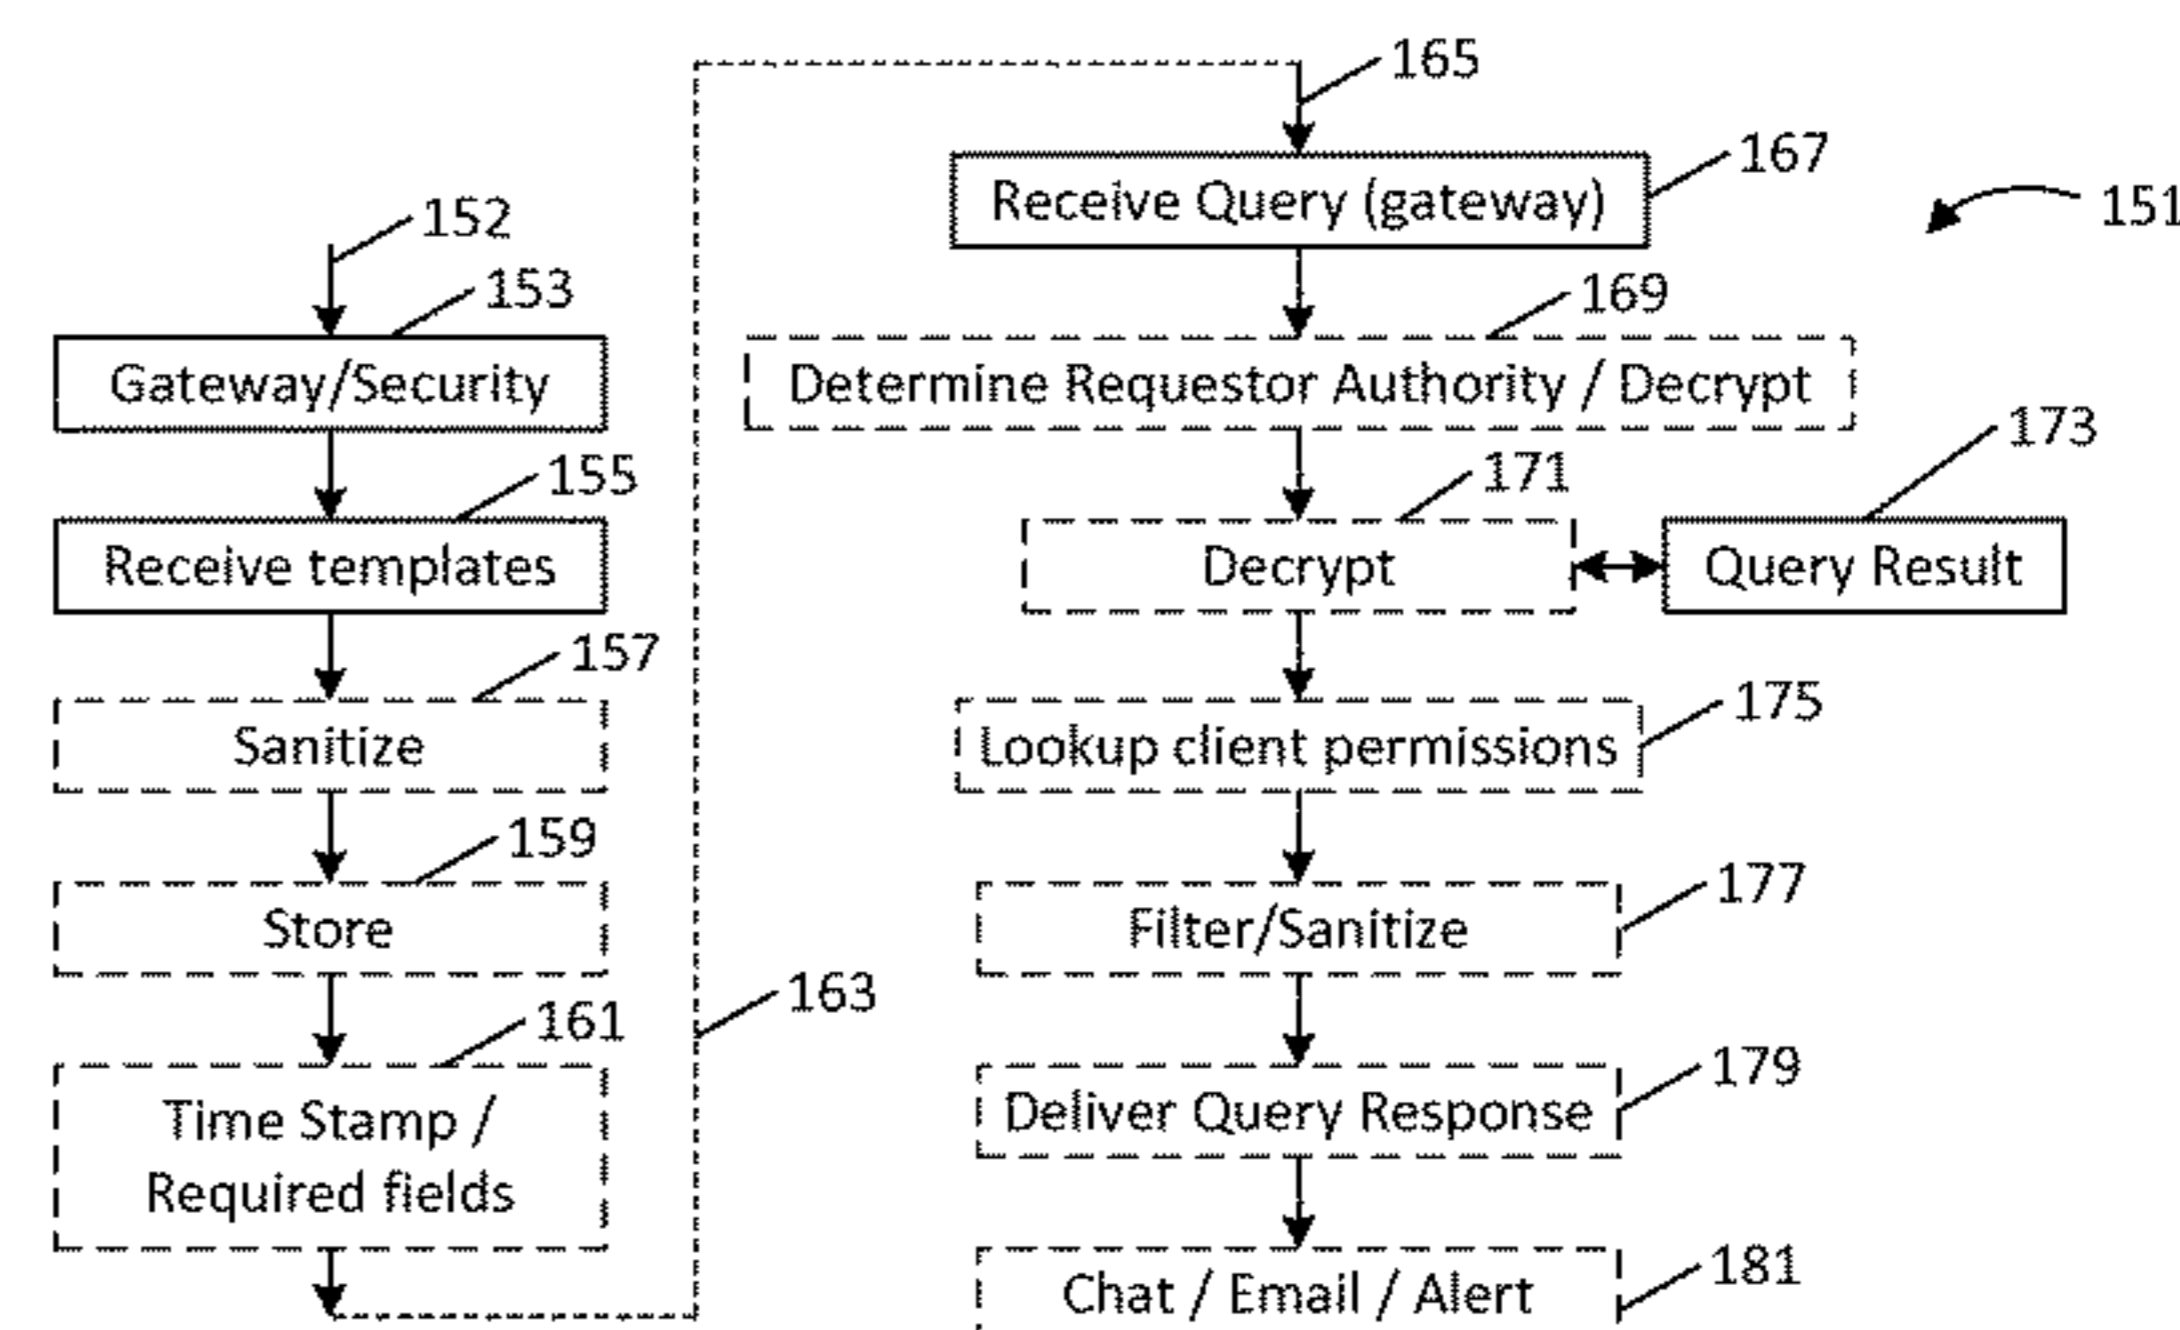 152
153
Gateway/Security
155
Receive templates
157
Sanitize
159
Store
161
Time Stamp /
Required fields
163
165
167
Receive Query (gateway)
151
169
Determine Requestor Authority / Decrypt
171
173
Decrypt
Query Result
175
Lookup client permissions
177
Filter/Sanitize
179
Deliver Query Response
181
Chat / Email / Alert